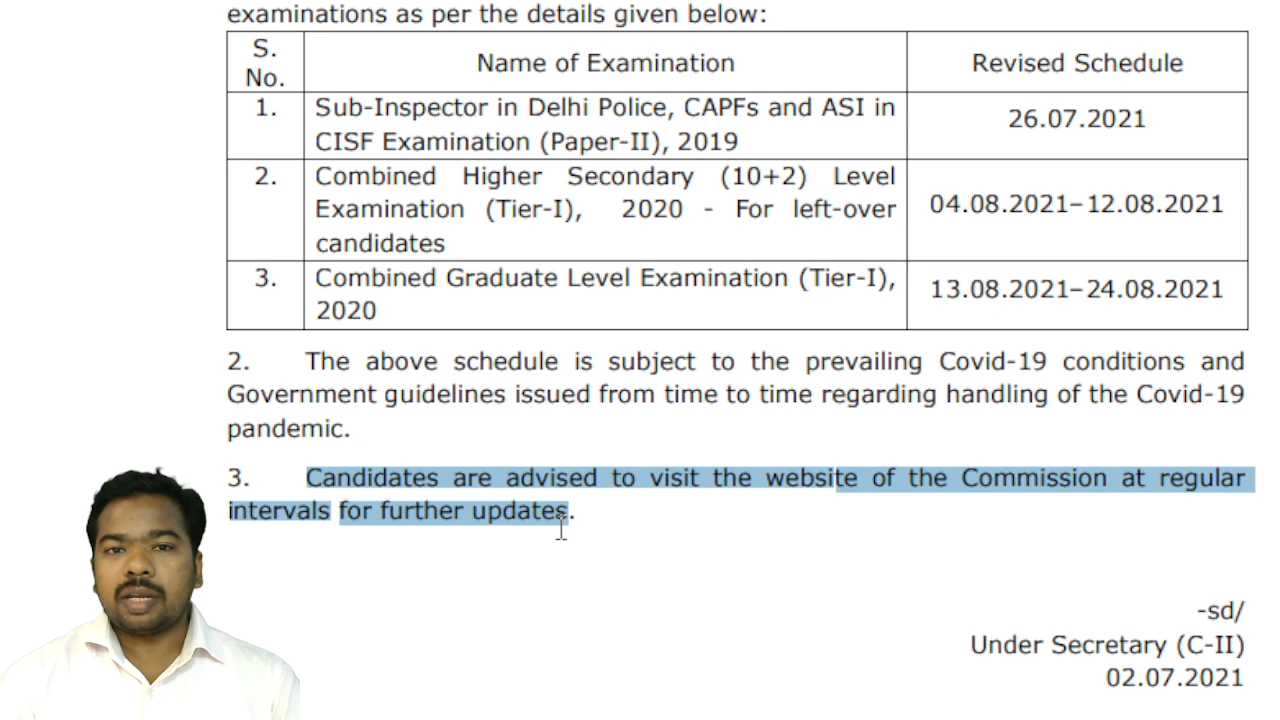 examinations as per the details given below:
S. No. Name of Examination Revised Schedule
1. Sub-Inspector in Delhi Police, CAPFs and ASI in
CISF Examination (Paper-II), 2019 26.07.2021
2. Combined Higher Secondary (10+2) Level
Examination (Tier-I), 2020 - For left-over
candidates 04.08.2021–12.08.2021
3. Combined Graduate Level Examination (Tier-I),
2020 13.08.2021–24.08.2021
2. The above schedule is subject to the prevailing Covid-19 conditions and
Government guidelines issued from time to time regarding handling of the Covid-19
pandemic.
3. Candidates are advised to visit the website of the Commission at regular
intervals for further updates.
-sd/
Under Secretary (C-II)
02.07.2021